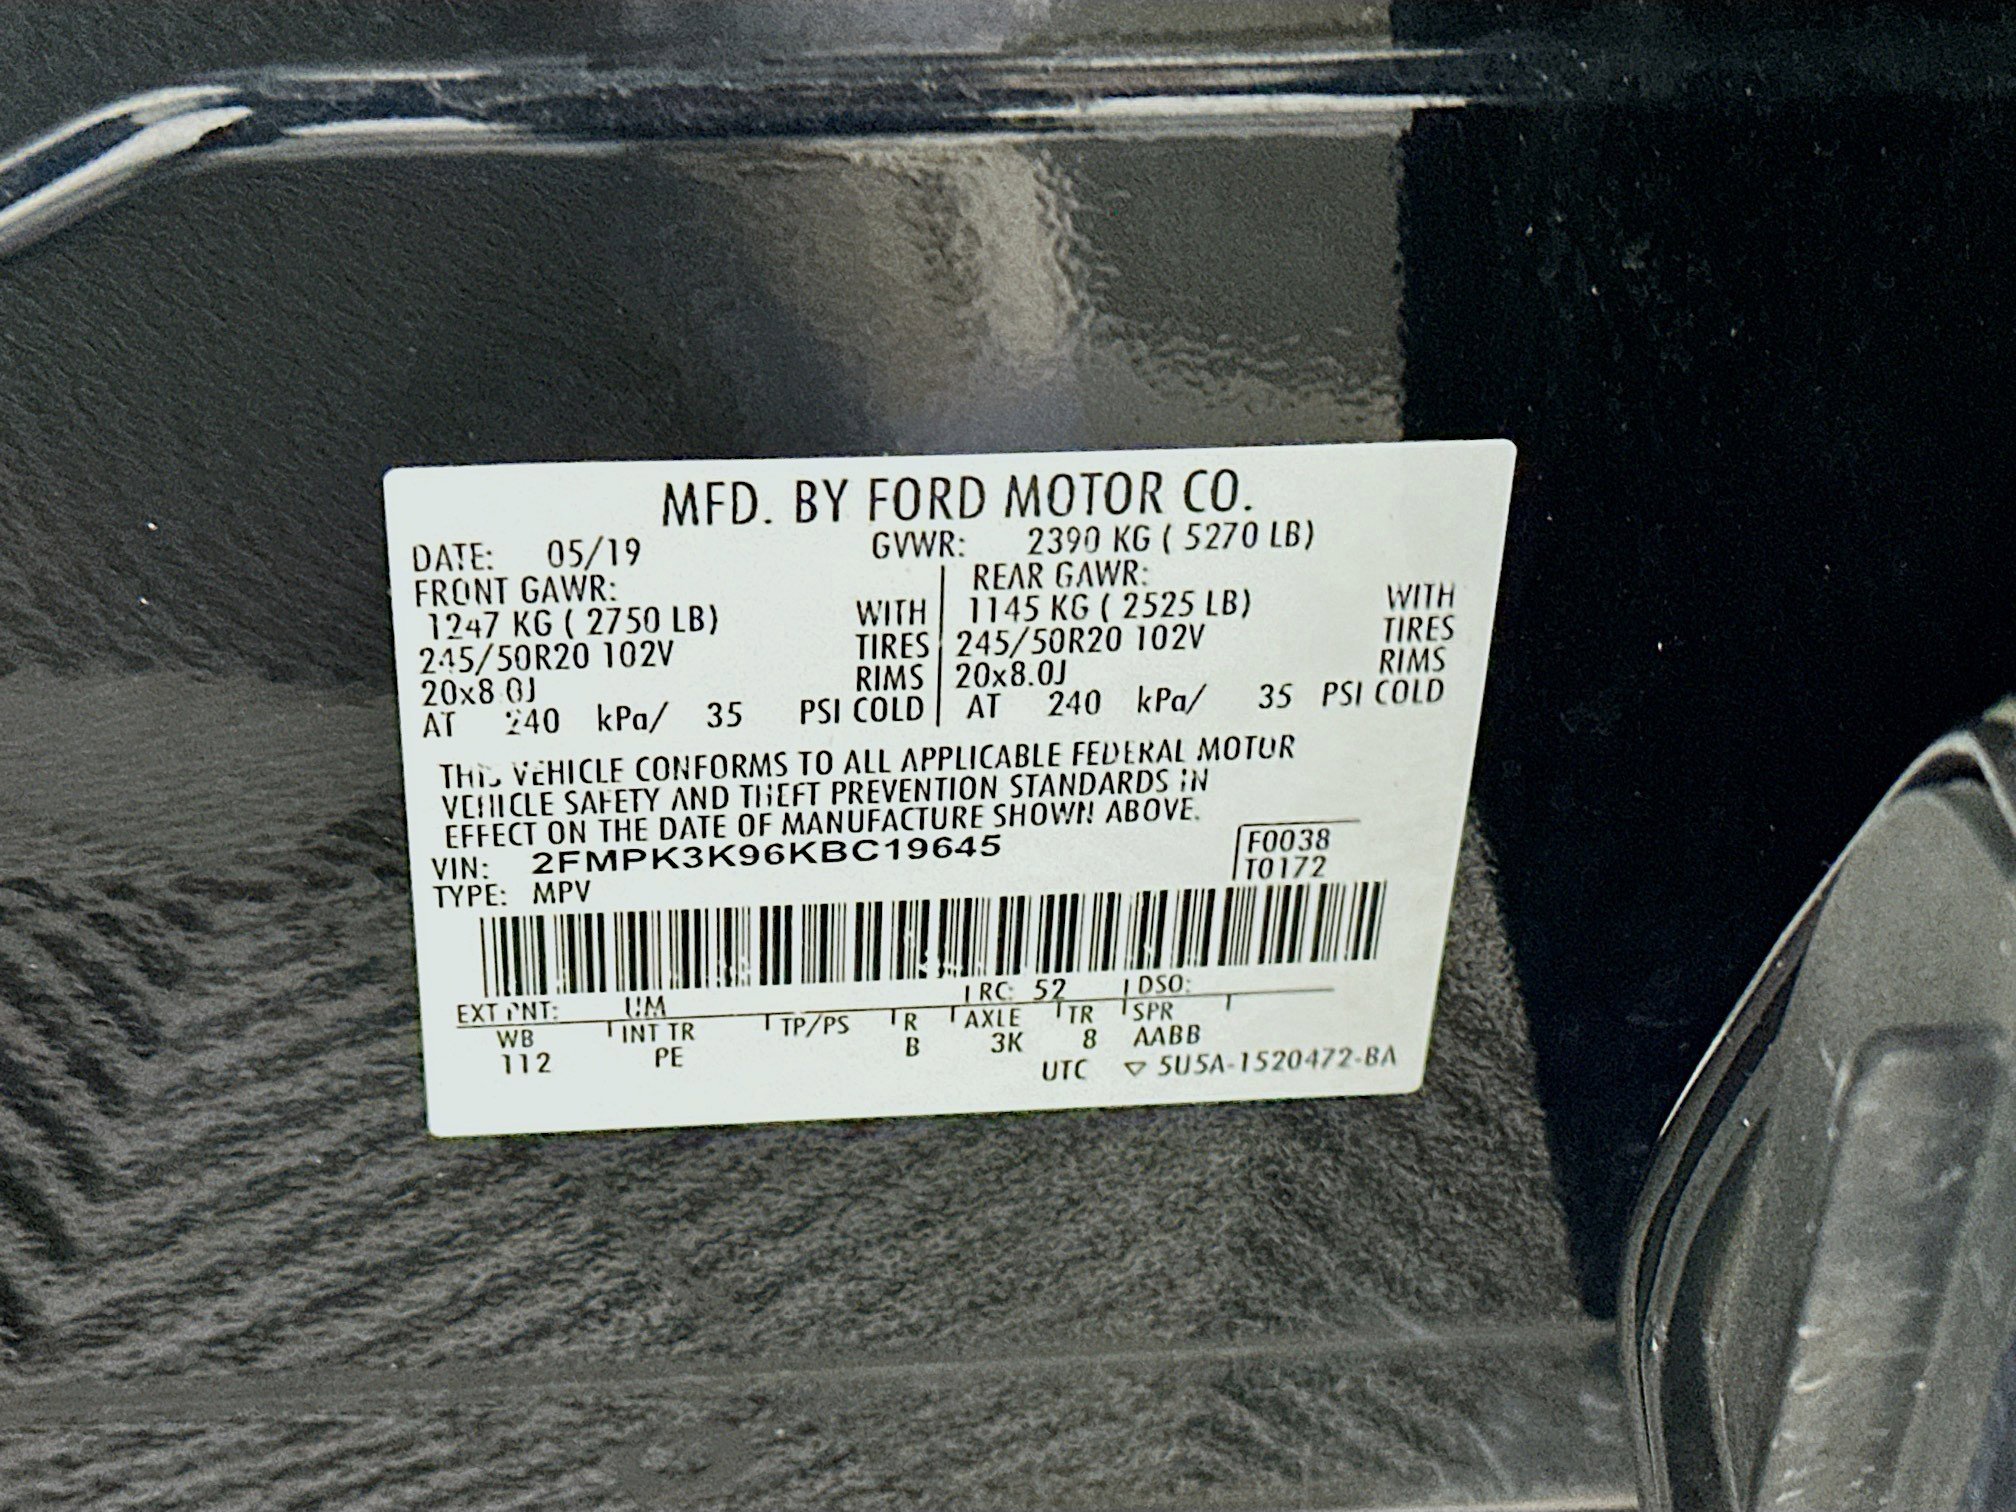 MFD. BY FORD MOTOR CO.
DATE: 05/19 GVWR: 2390 KG ( 5270 LB)
FRONT GAWR: REAR GAWR:
1247 KG ( 2750 LB) WITH 1145 KG ( 2525 LB) WITH
245/50R20 102V TIRES 245/50R20 102V TIRES
20x8.0J RIMS 20x8.0J RIMS
AT 240 kPa/ 35 PSI COLD AT 240 kPa/ 35 PSI COLD
THIS VEHICLE CONFORMS TO ALL APPLICABLE FEDERAL MOTOR
VEHICLE SAFETY AND THEFT PREVENTION STANDARDS IN
EFFECT ON THE DATE OF MANUFACTURE SHOWN ABOVE.
VIN: 2FMPK3K96KBC19645 F0038
TYPE: MPV T0172
EXT PNT: UM RC: 52 DSO:
WB INT TR TP/PS R AXLE TR SPR
112 PE B 3K 8 AABB
UTC ▽ 5U5A-1520472-BA